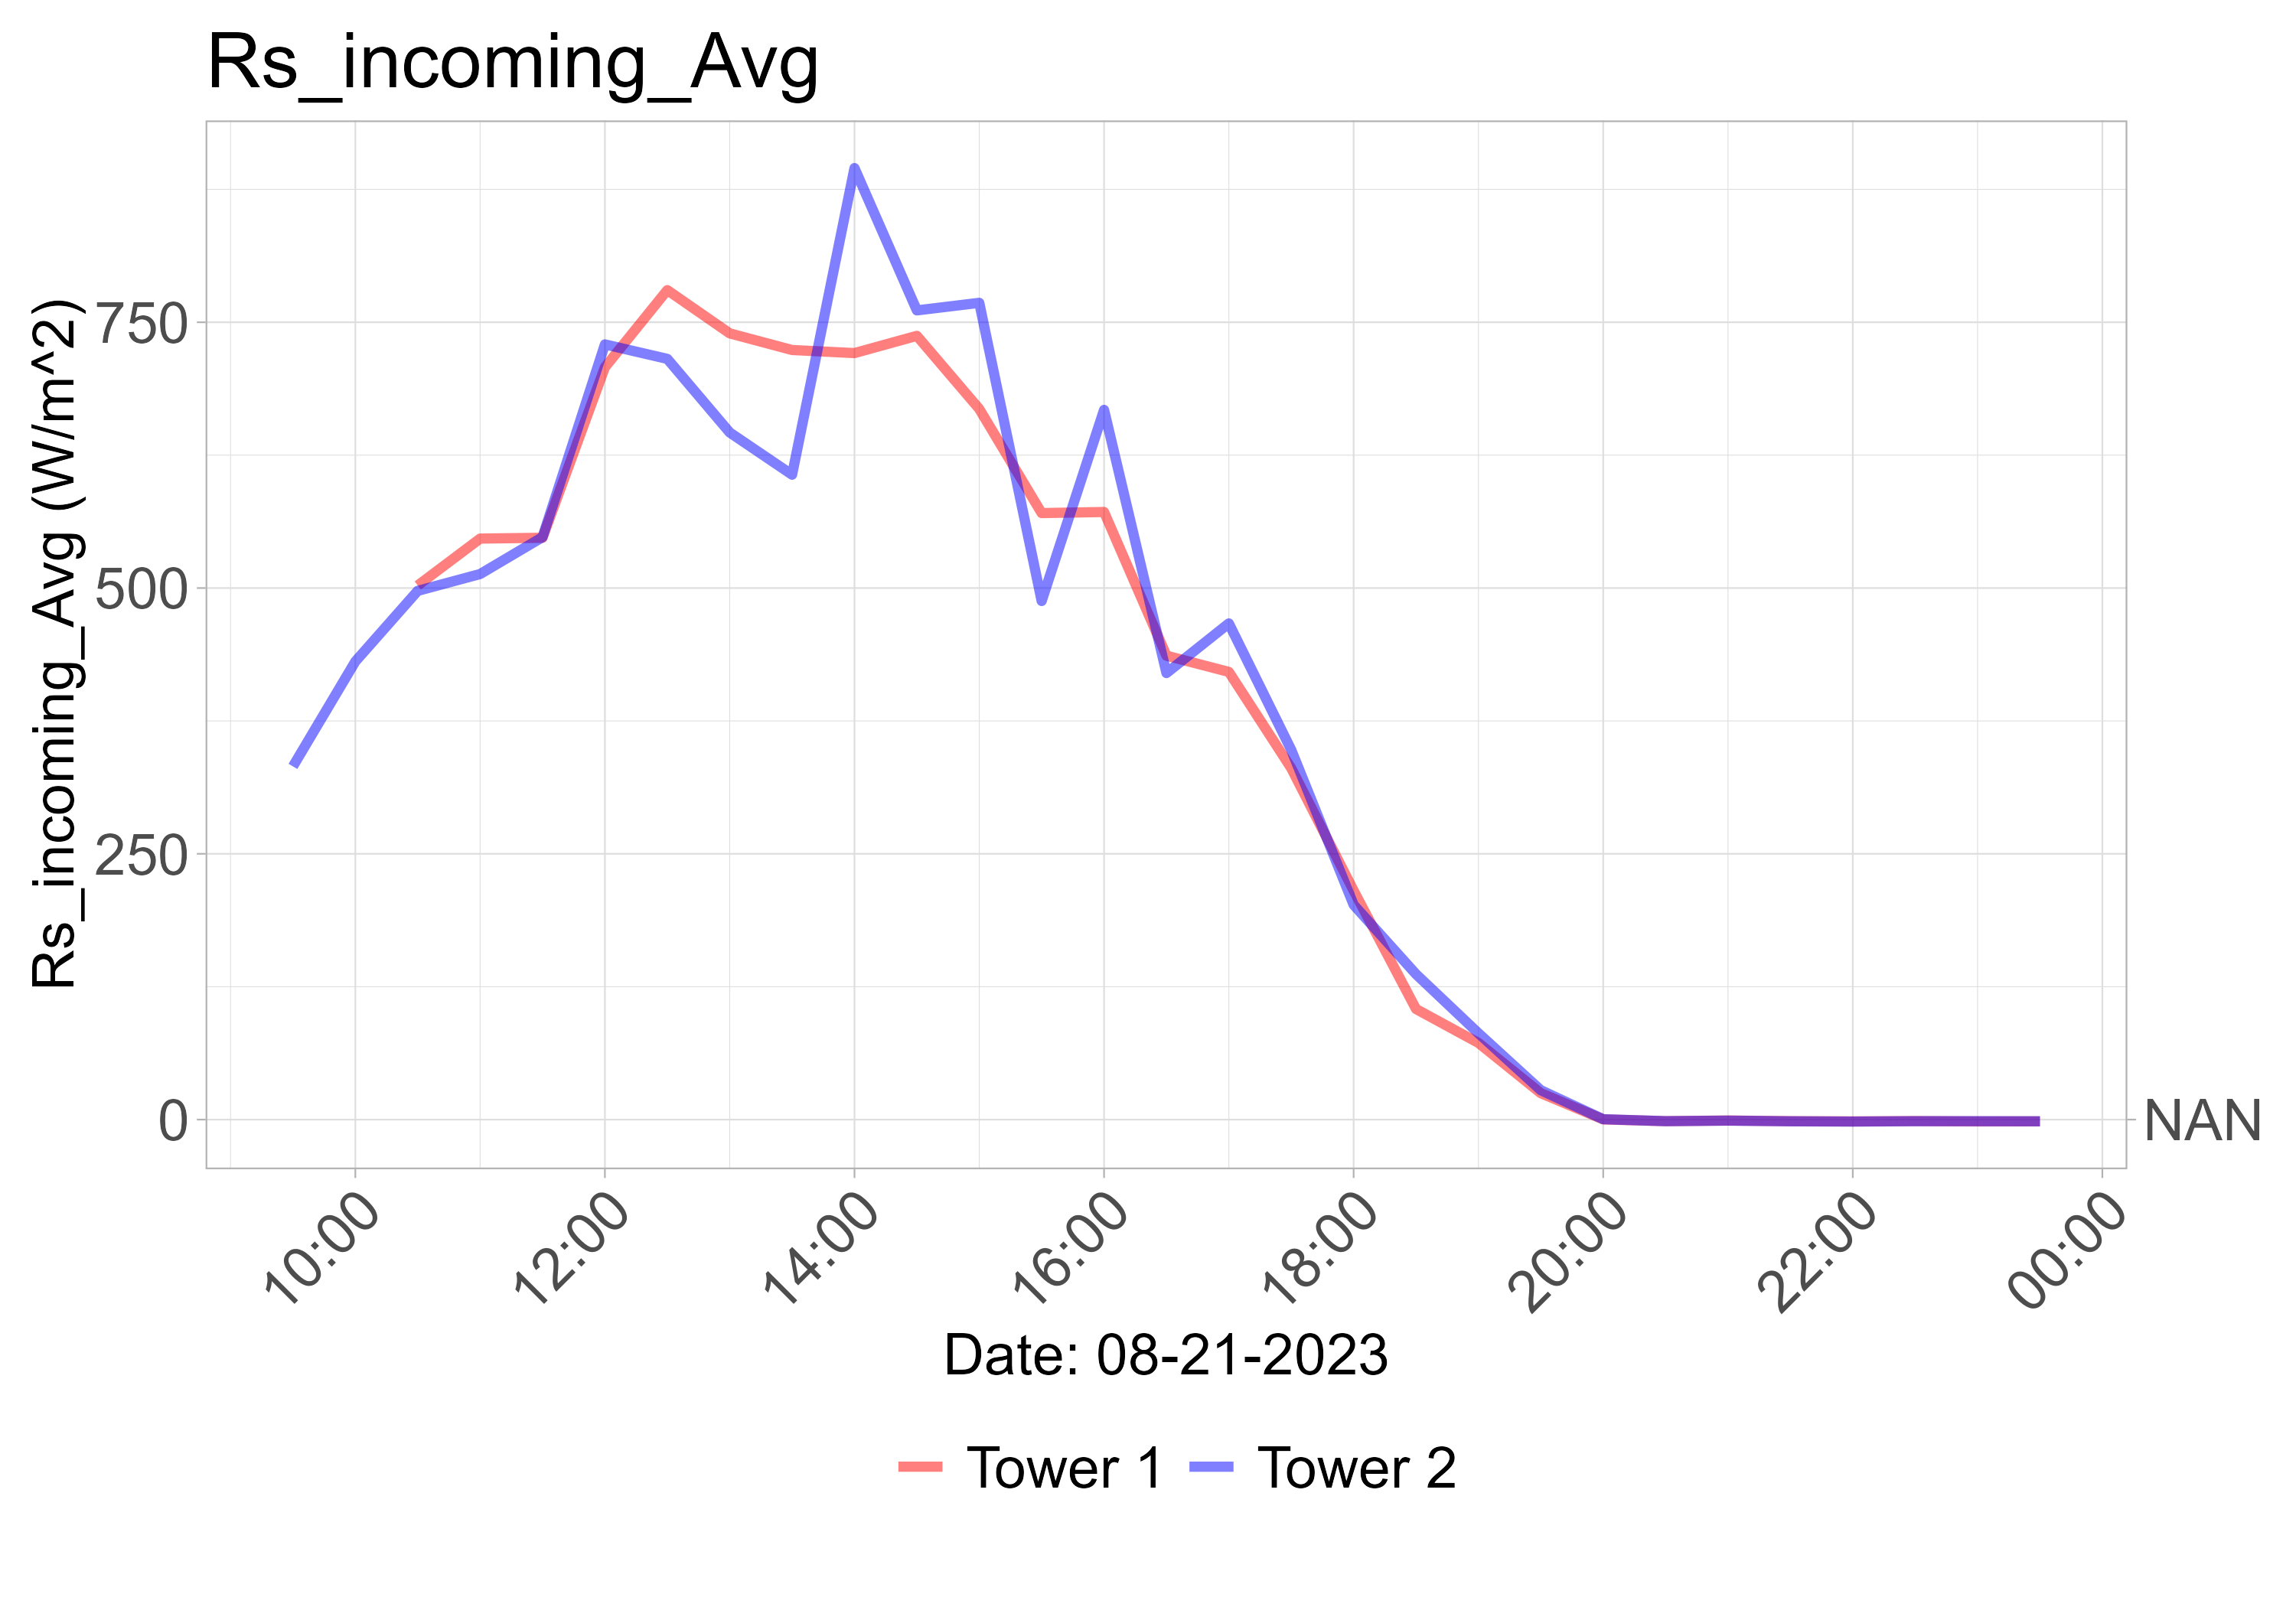 Rs_incoming_Avg
Rs_incoming_Avg (W/m^2)
750
500
250
0
NAN
10:00
12:00
14:00
16:00
18:00
20:00
22:00
00:00
Date: 08-21-2023
Tower 1
Tower 2